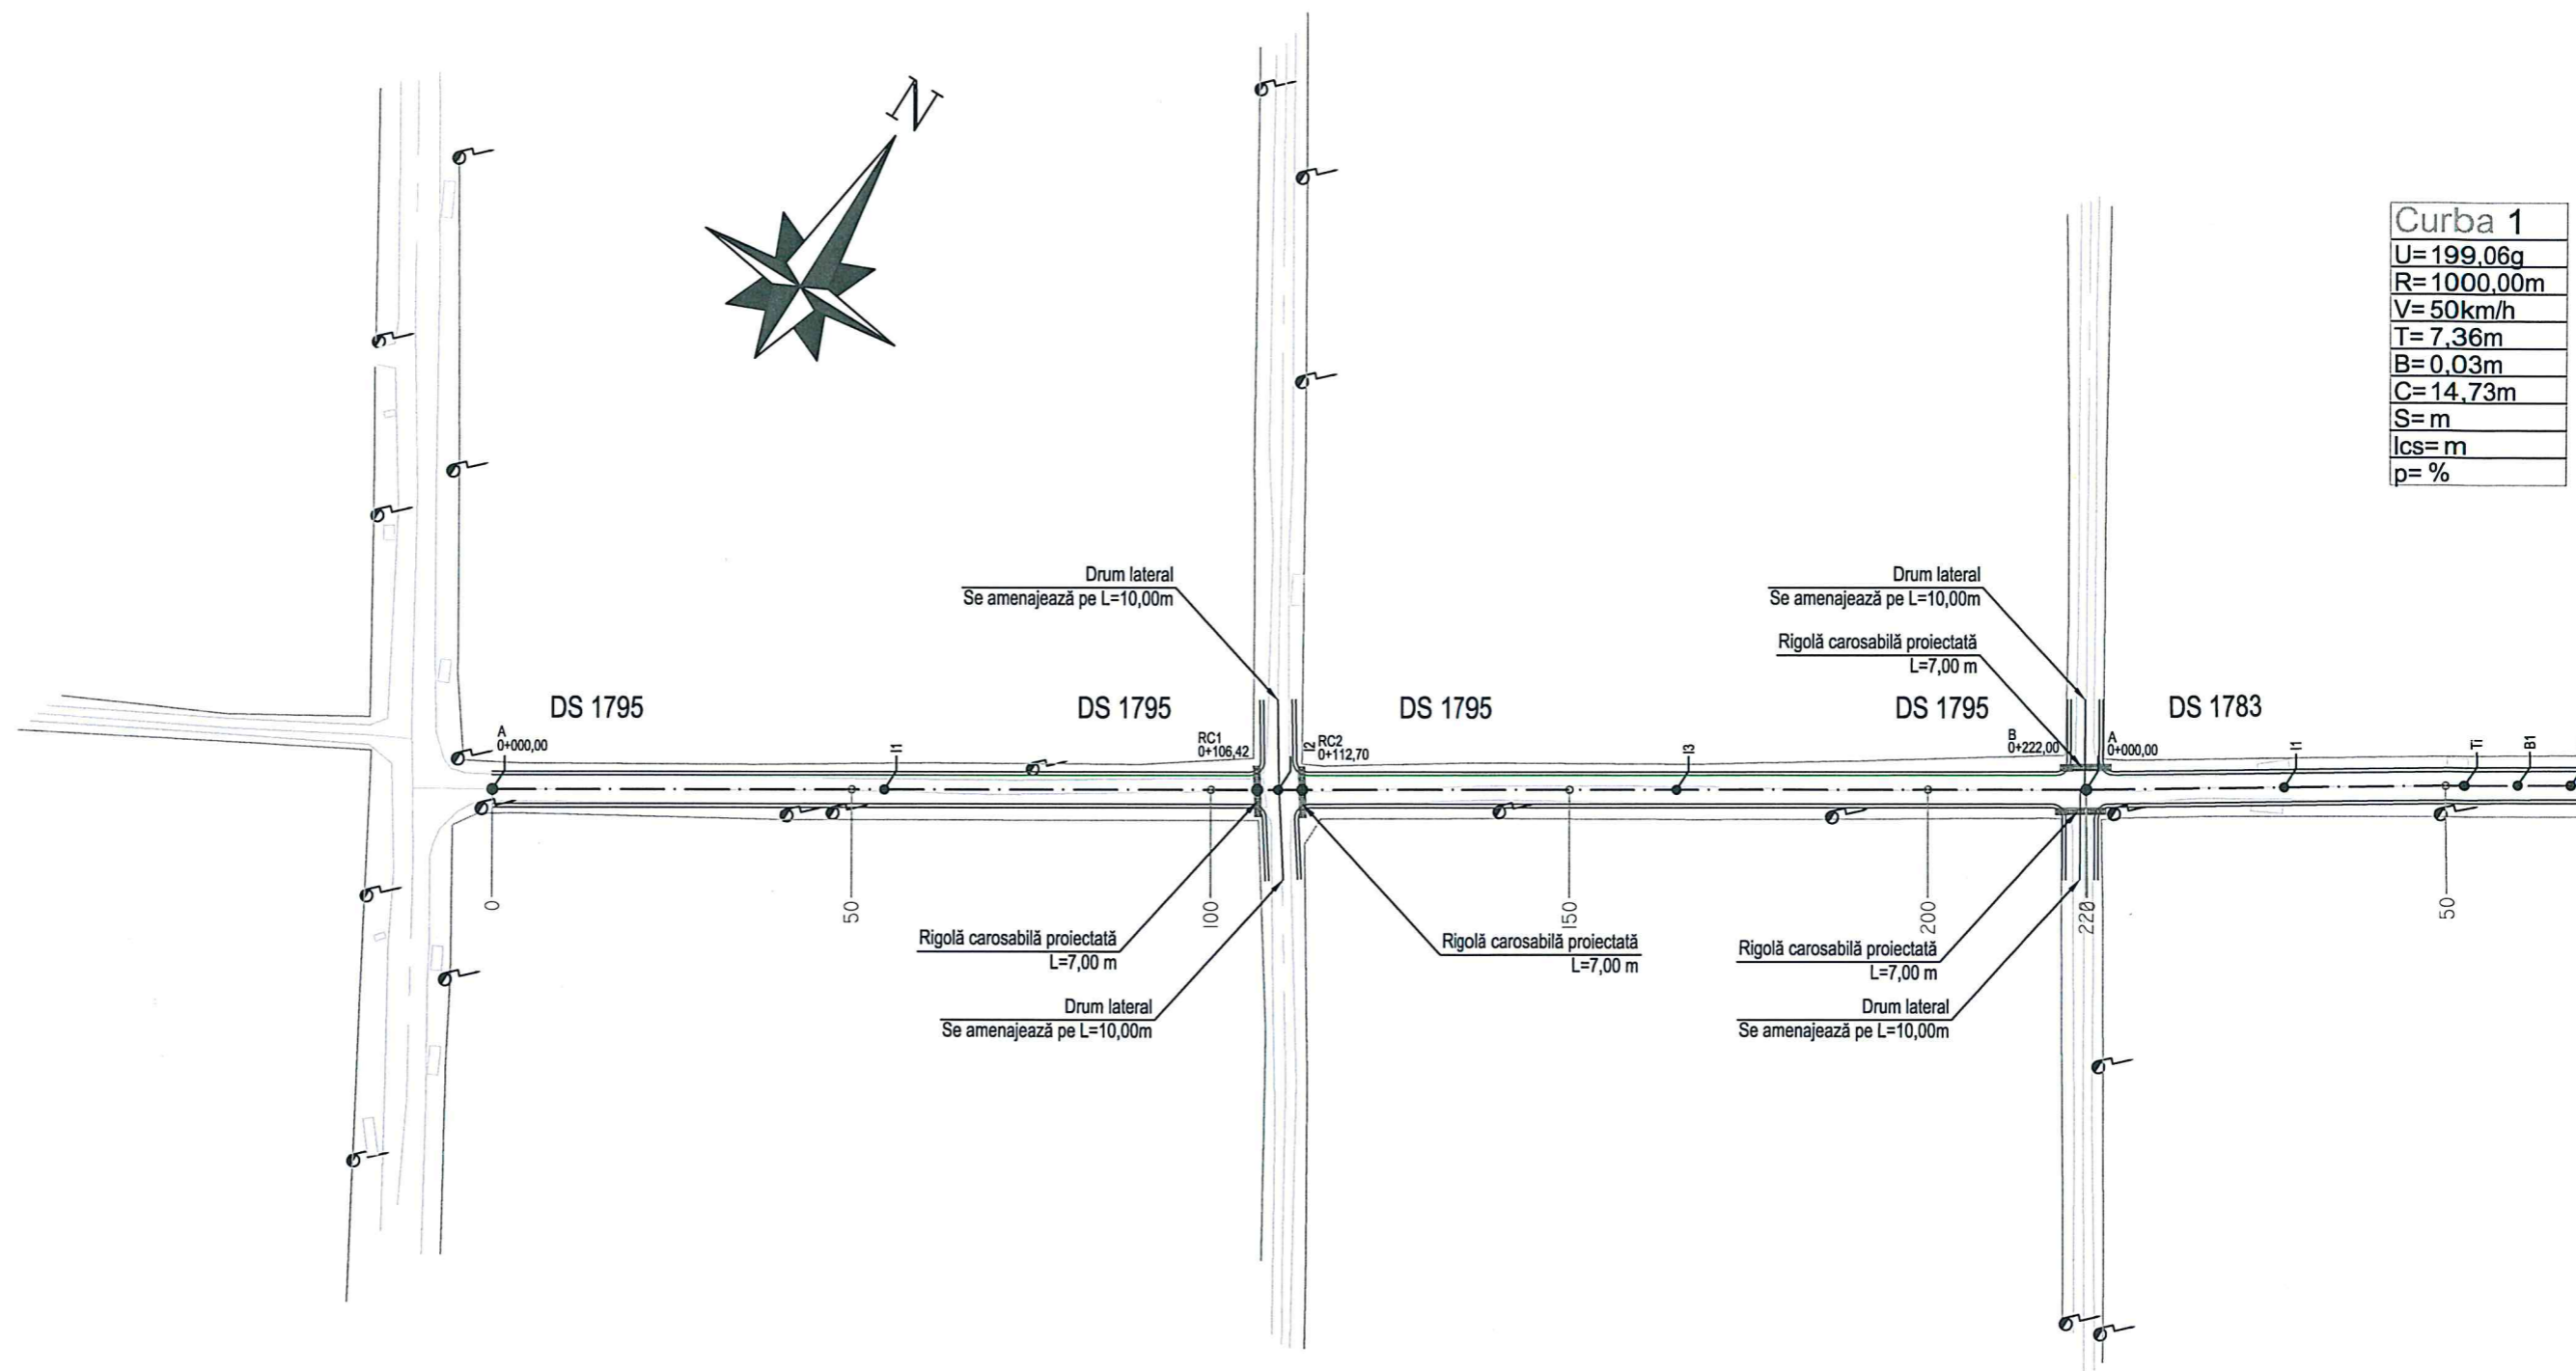 N
Curba 1
U=199,06g
R=1000,00m
V=50km/h
T=7,36m
B=0,03m
C=14,73m
S=m
lcs=m
p=%
Drum lateral
Se amenajează pe L=10,00m
Drum lateral
Se amenajează pe L=10,00m
Rigolă carosabilă proiectată
L=7,00 m
DS 1795
DS 1795
DS 1795
DS 1795
DS 1783
A
0+000,00
I1
RC1
0+106,42
I2
RC2
0+112,70
I3
B
0+222,00
A
0+000,00
I1
Ti
B1
0
50
100
150
200
222
50
Rigolă carosabilă proiectată
L=7,00 m
Rigolă carosabilă proiectată
L=7,00 m
Rigolă carosabilă proiectată
L=7,00 m
Drum lateral
Se amenajează pe L=10,00m
Drum lateral
Se amenajează pe L=10,00m